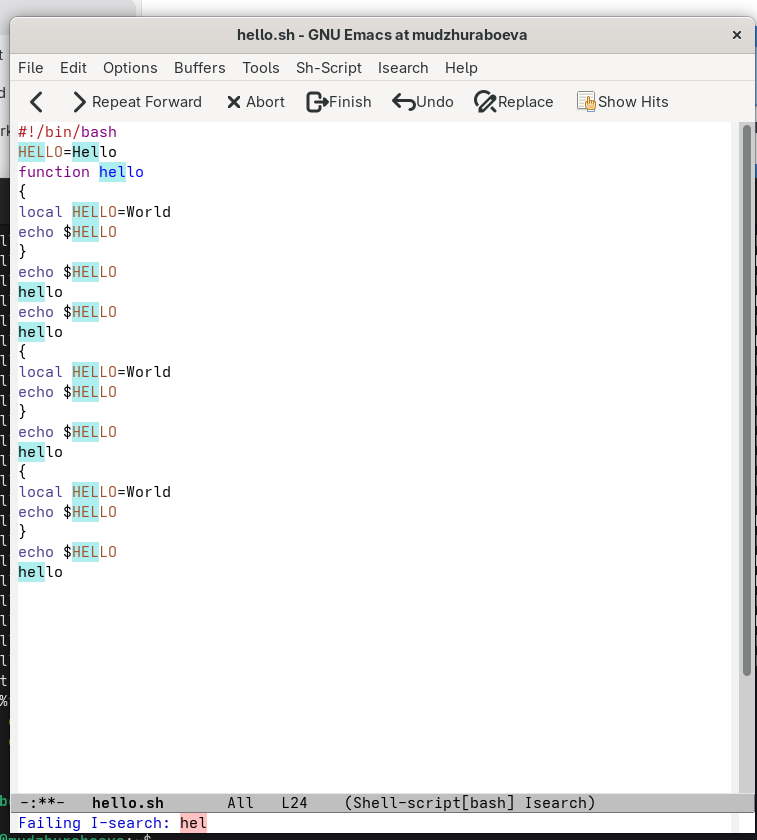 hello.sh - GNU Emacs at mudzhuraboeva
File Edit Options Buffers Tools Sh-Script Isearch Help
Repeat Forward Abort Finish Undo Replace Show Hits
#!/bin/bash
HELLO=Hello
function hello
{
local HELLO=World
echo $HELLO
}
echo $HELLO
hello
echo $HELLO
hello
{
local HELLO=World
echo $HELLO
}
echo $HELLO
hello
{
local HELLO=World
echo $HELLO
}
echo $HELLO
hello
-:**- hello.sh All L24 (Shell-script[bash] Isearch)
Failing I-search: hel